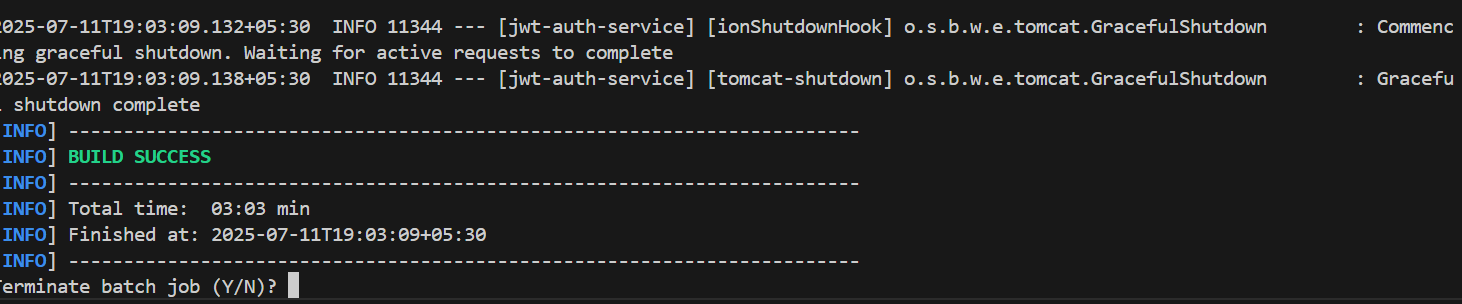 2025-07-11T19:03:09.132+05:30  INFO 11344 --- [jwt-auth-service] [ionShutdownHook] o.s.b.w.e.tomcat.GracefulShutdown        : Commenc
ing graceful shutdown. Waiting for active requests to complete
2025-07-11T19:03:09.138+05:30  INFO 11344 --- [jwt-auth-service] [tomcat-shutdown] o.s.b.w.e.tomcat.GracefulShutdown        : Gracefu
l shutdown complete
[INFO] ------------------------------------------------------------------------
[INFO] BUILD SUCCESS
[INFO] ------------------------------------------------------------------------
[INFO] Total time:  03:03 min
[INFO] Finished at: 2025-07-11T19:03:09+05:30
[INFO] ------------------------------------------------------------------------
Terminate batch job (Y/N)?